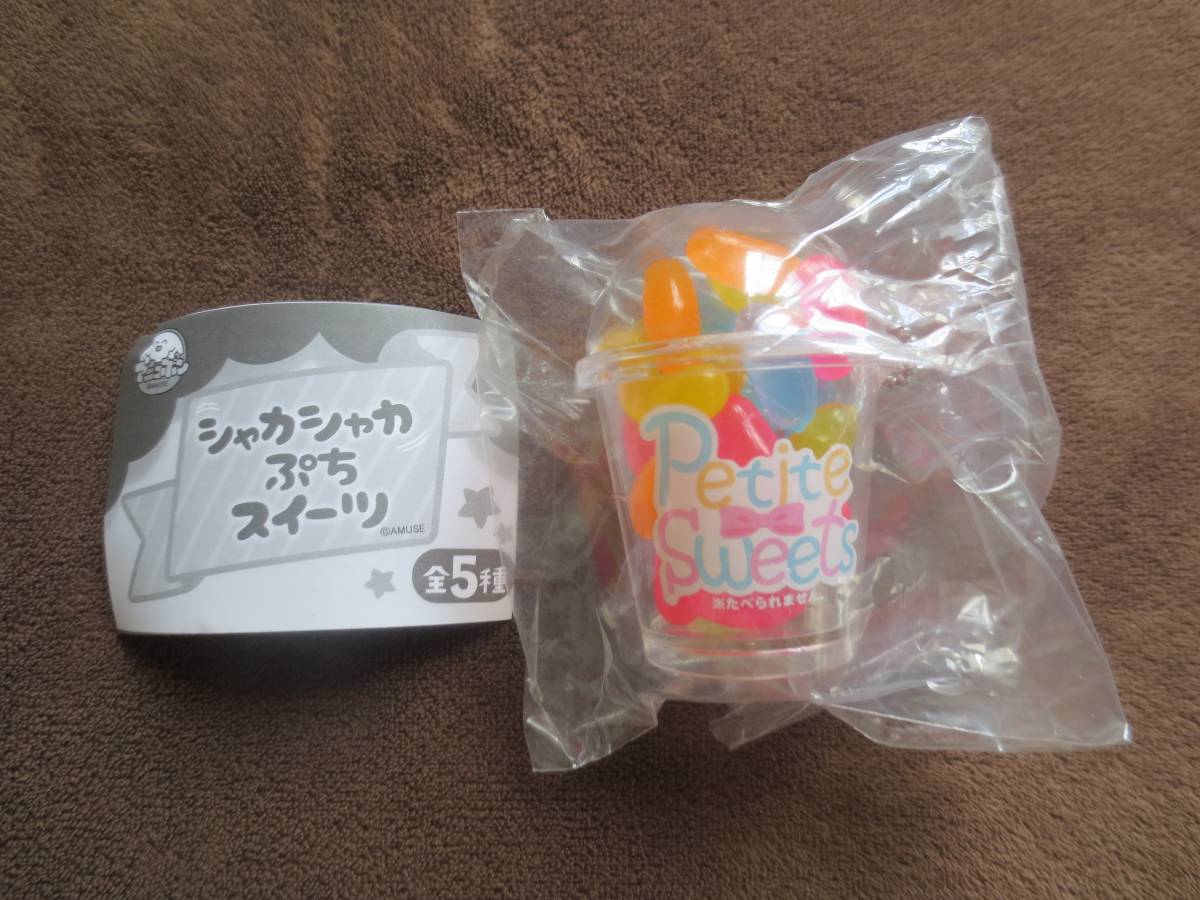 ©AMUSE
シャカシャカ
ぷち
スイーツ
©AMUSE
全5種
Petite
Sweets
※たべられません